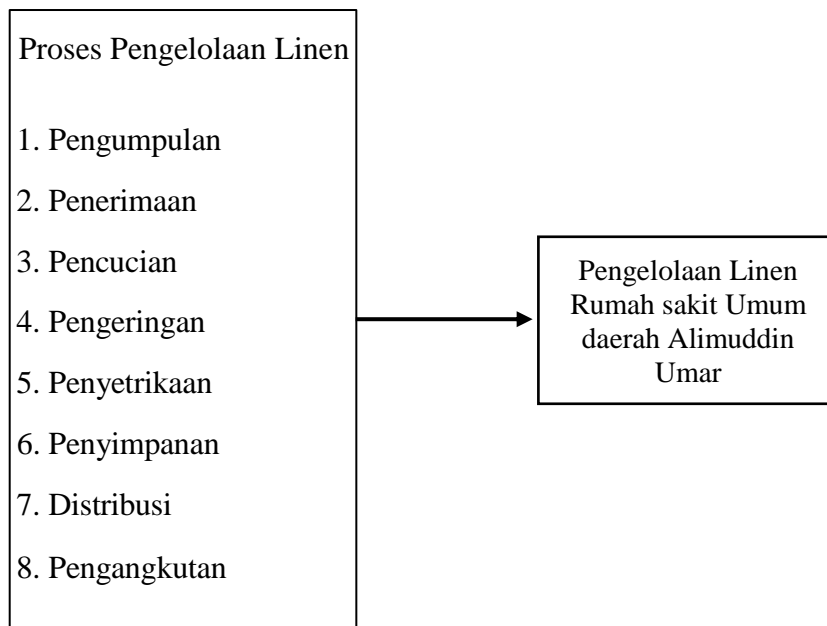 Proses Pengelolaan Linen
1. Pengumpulan
2. Penerimaan
3. Pencucian
4. Pengeringan
5. Penyetrikaan
6. Penyimpanan
7. Distribusi
8. Pengangkutan
Pengelolaan Linen
Rumah sakit Umum
daerah Alimuddin
Umar